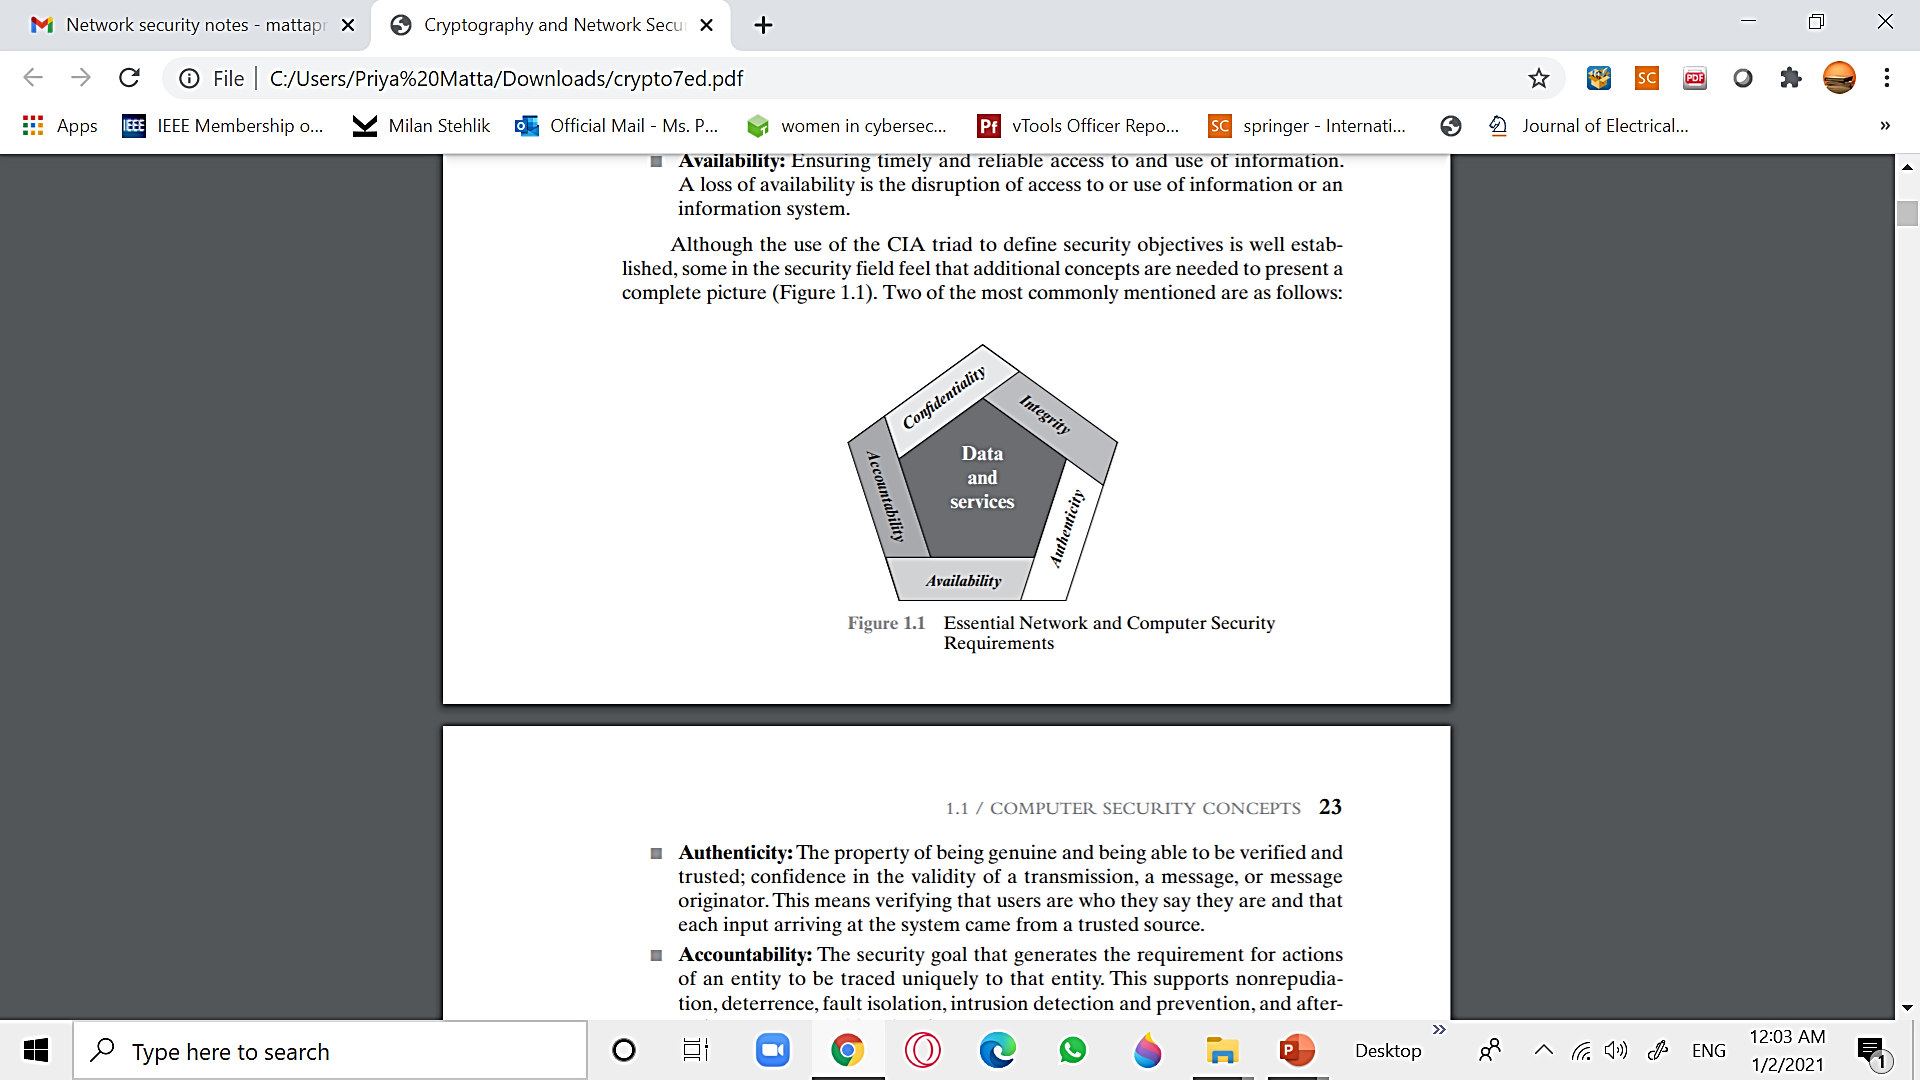 Network security notes - mattapr
Cryptography and Network Secu
File
C:/Users/Priya%20Matta/Downloads/crypto7ed.pdf
SC
PDF
Apps
IEEE
IEEE Membership o...
Milan Stehlik
Official Mail - Ms. P...
women in cybersec...
Pf
vTools Officer Repo...
SC
springer - Internati...
Journal of Electrical...
»
Availability: Ensuring timely and reliable access to and use of information.
A loss of availability is the disruption of access to or use of information or an
information system.
Although the use of the CIA triad to define security objectives is well estab-
lished, some in the security field feel that additional concepts are needed to present a
complete picture (Figure 1.1). Two of the most commonly mentioned are as follows:
Confidentiality
Integrity
Accountability
Data
and
services
Authenticity
Availability
Figure 1.1 Essential Network and Computer Security
Requirements
1.1 / COMPUTER SECURITY CONCEPTS 23
Authenticity: The property of being genuine and being able to be verified and
trusted; confidence in the validity of a transmission, a message, or message
originator. This means verifying that users are who they say they are and that
each input arriving at the system came from a trusted source.
Accountability: The security goal that generates the requirement for actions
of an entity to be traced uniquely to that entity. This supports nonrepudia-
tion, deterrence, fault isolation, intrusion detection and prevention, and after-
Type here to search
P
Desktop
»
ENG
12:03 AM
1/2/2021
1